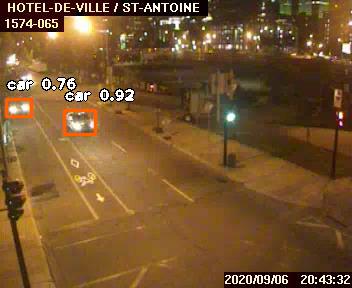 HOTEL-DE-VILLE / ST-ANTOINE
1574-065
car 0.76
car 0.92
2020/09/06 20:43:32